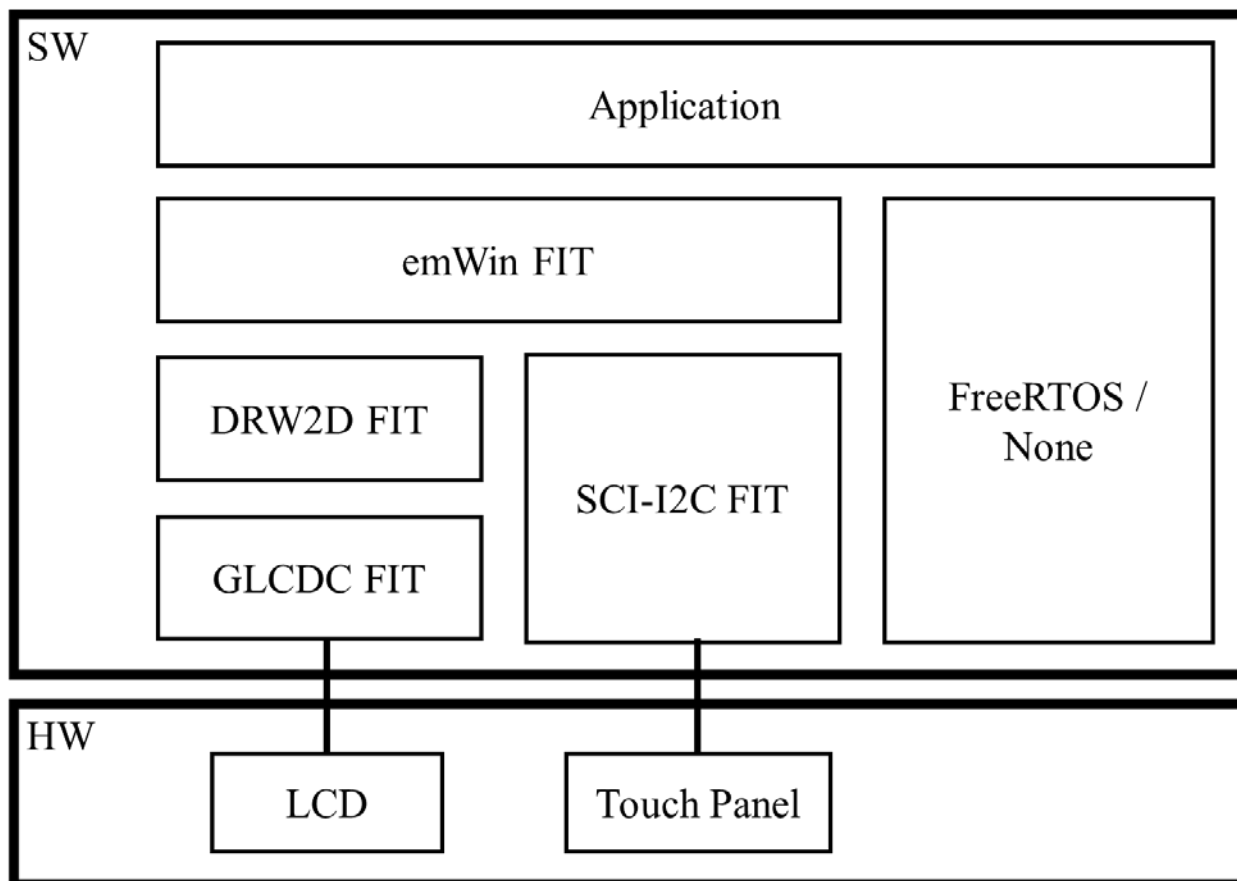 SW
Application
emWin FIT
DRW2D FIT
SCI-I2C FIT
GLCDC FIT
FreeRTOS /
None
HW
LCD
Touch Panel